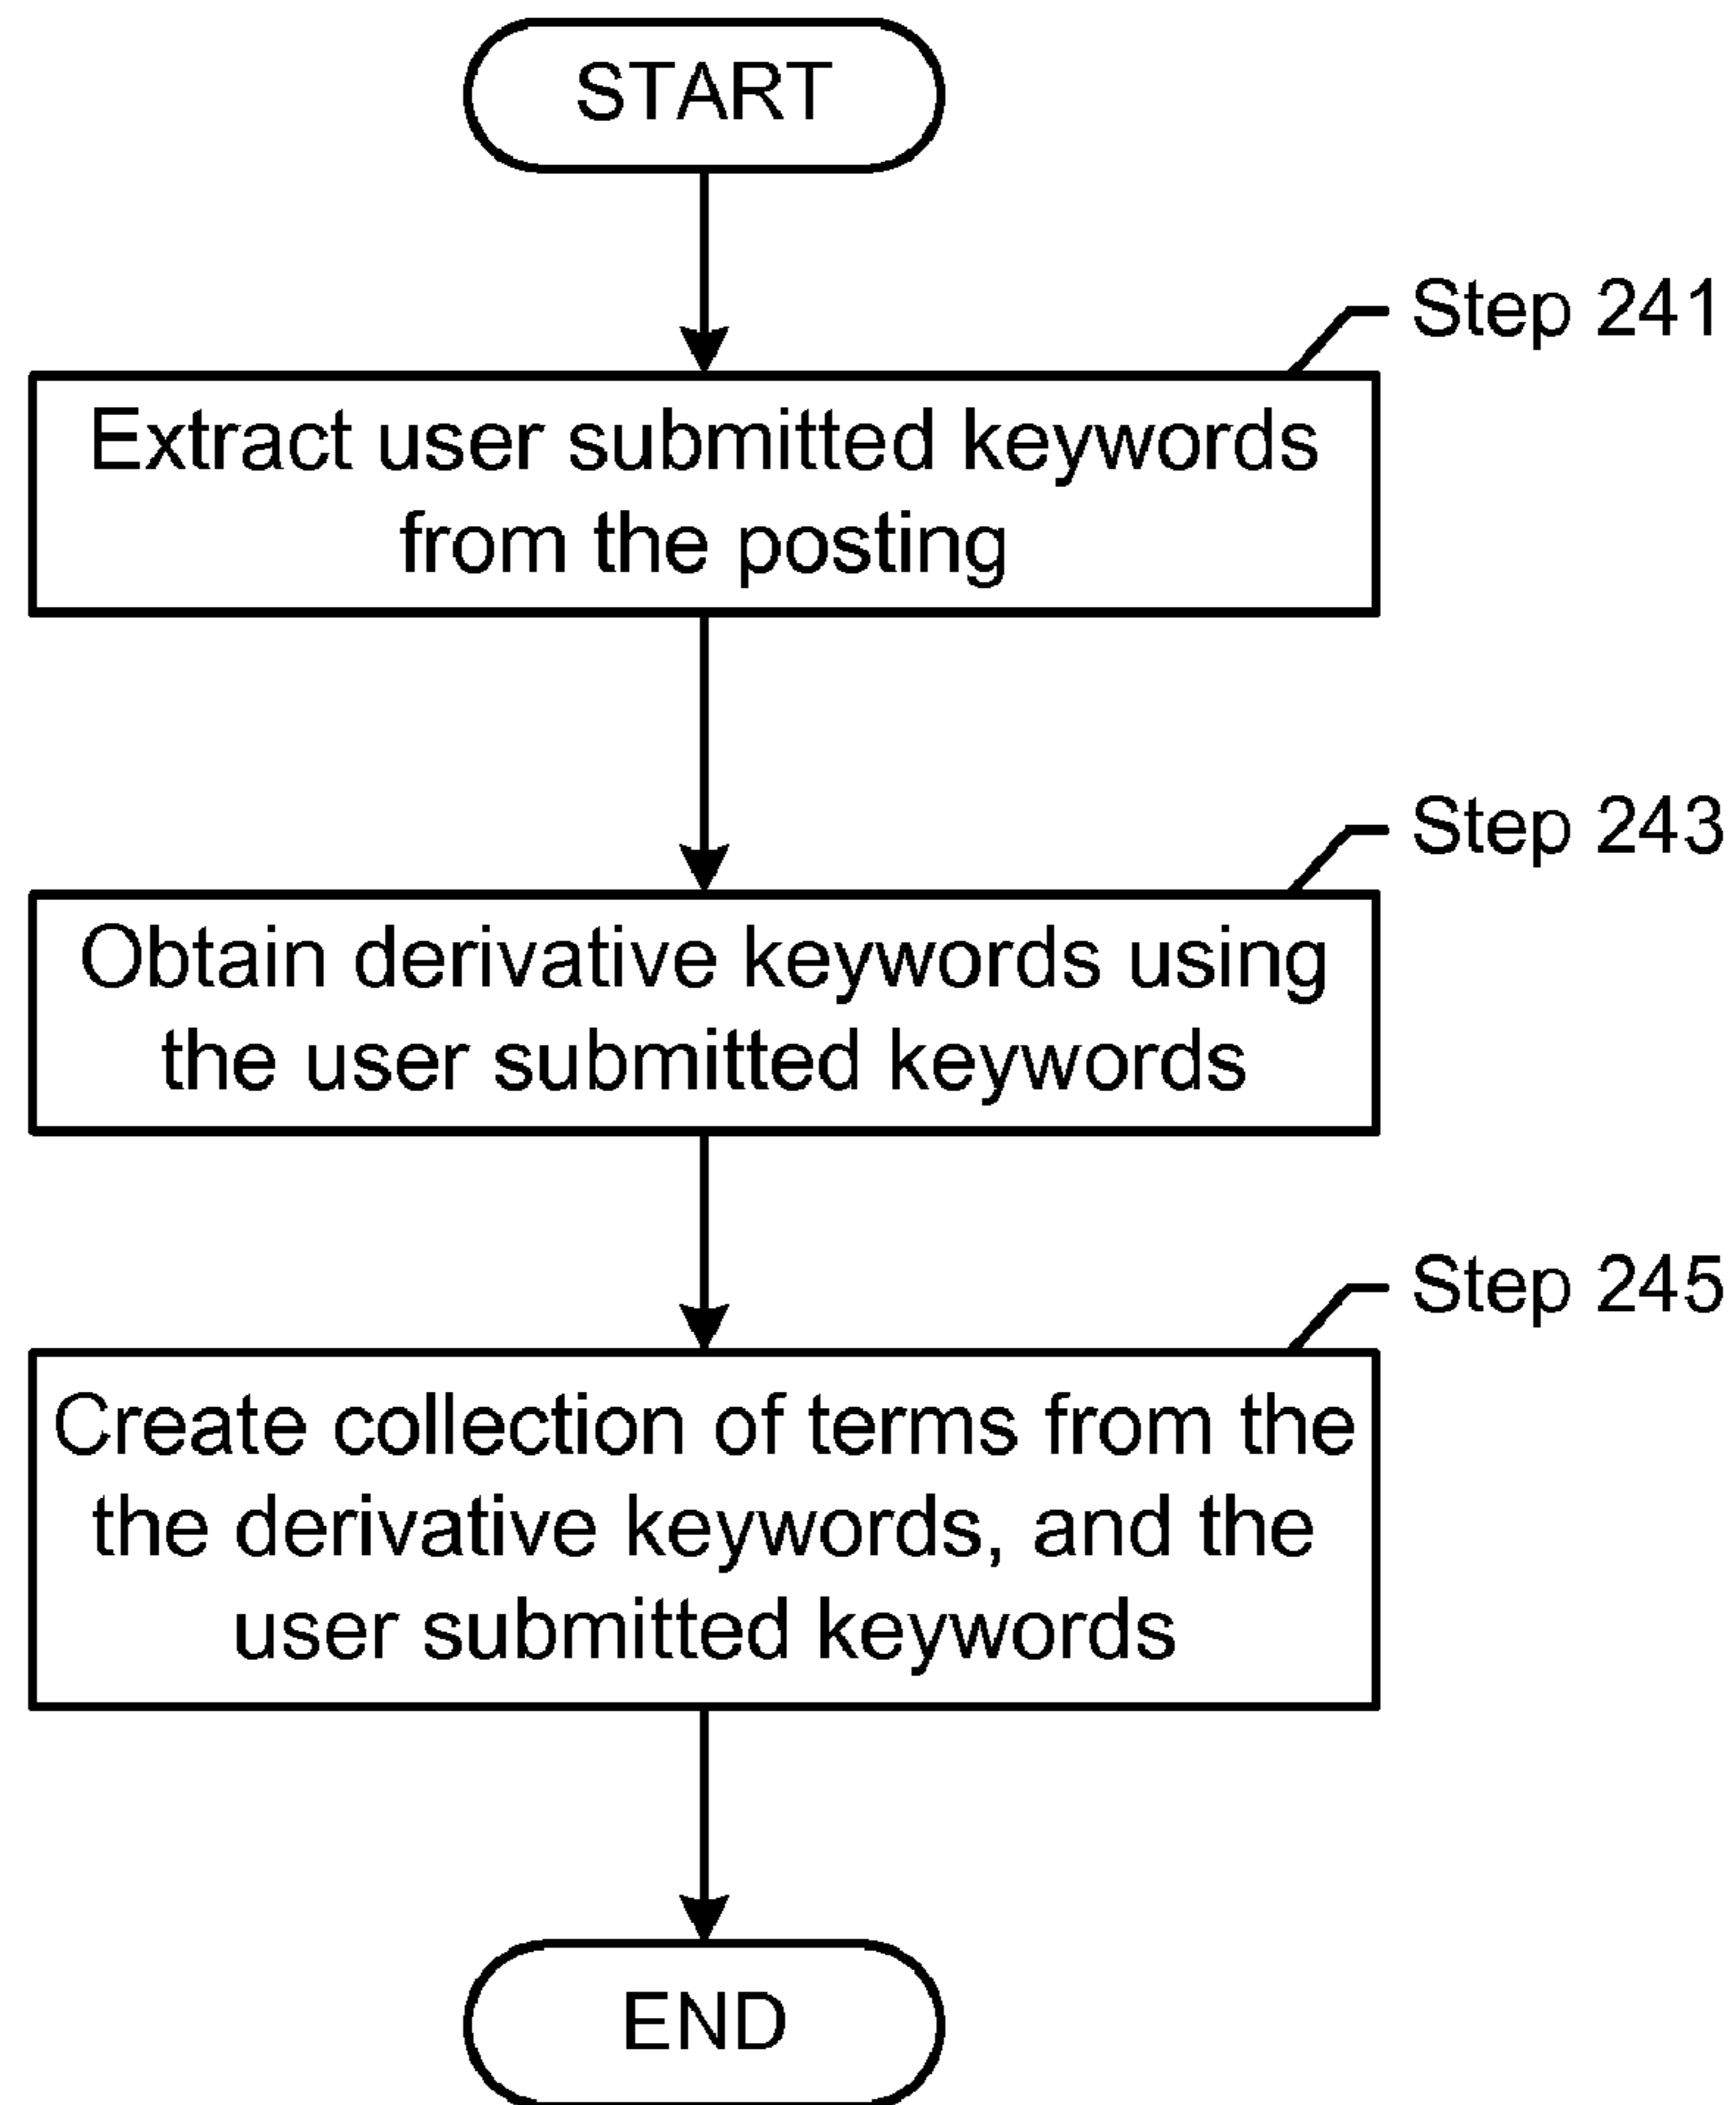 START
Step 241
Extract user submitted keywords
from the posting
Step 243
Obtain derivative keywords using
the user submitted keywords
Step 245
Create collection of terms from the
the derivative keywords, and the
user submitted keywords
END